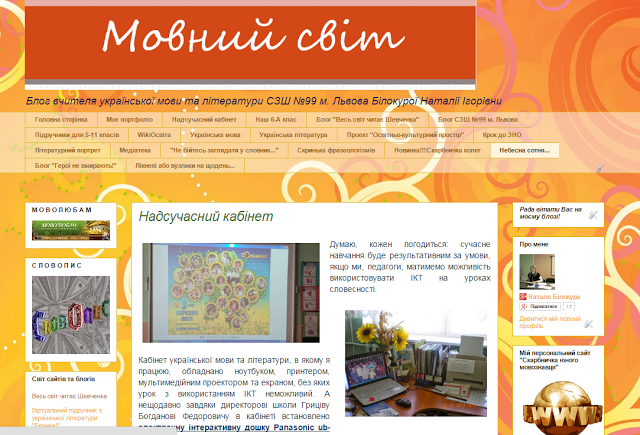 Мовний світ
Блог вчителя української мови та літератури СЗШ №99 м. Львова Білокурої Наталії Ігорівни
Головна сторінка Моє портфоліо Надсучасний кабінет Наш 6-А клас Блог "Весь світ читає Шевченка" Блог СЗШ №99 м. Львова
Підручники для 5-11 класів WikiОсвіта Українська мова Українська література Проект "Освітньо-культурний простір" Крок до ЗНО
Літературний портрет Медіатека "Не бійтесь заглядати у словник..." Скринька фразеологізмів Новинка!!!Скарбничка колег Небесна сотня...
Блог "Герої не вмирають!" Лікнепі або вузлики на щодень...
МОВОЛЮБАМ
СЛОВОПИС
Світ сайтів та блогів
Весь світ читає Шевченка
Віртуальний підручник з
української літератури
"Евріка!"
Надсучасний кабінет
Думаю, кожен погодиться: сучасне
навчання буде результативним за умови,
якщо ми, педагоги, матимемо можливість
використовувати ІКТ на уроках
словесності.
Кабінет української мови та літератури, в якому я
працюю, обладнано ноутбуком, принтером,
мультимедійним проектором та екраном, без яких
урок з використанням ІКТ неможливий. А
нещодавно завдяки директорові школи Гриціву
Богданові Федоровичу в кабінеті встановлено
електронну інтерактивну дошку Panasonic ub-
Рада вітати Вас на
моєму блозі!
Про мене
Наталя Білокура
Підписатися 17
Дивитися мій повний
профіль
Мій персональний сайт
"Скарбничка юного
мовознавця"
WWW